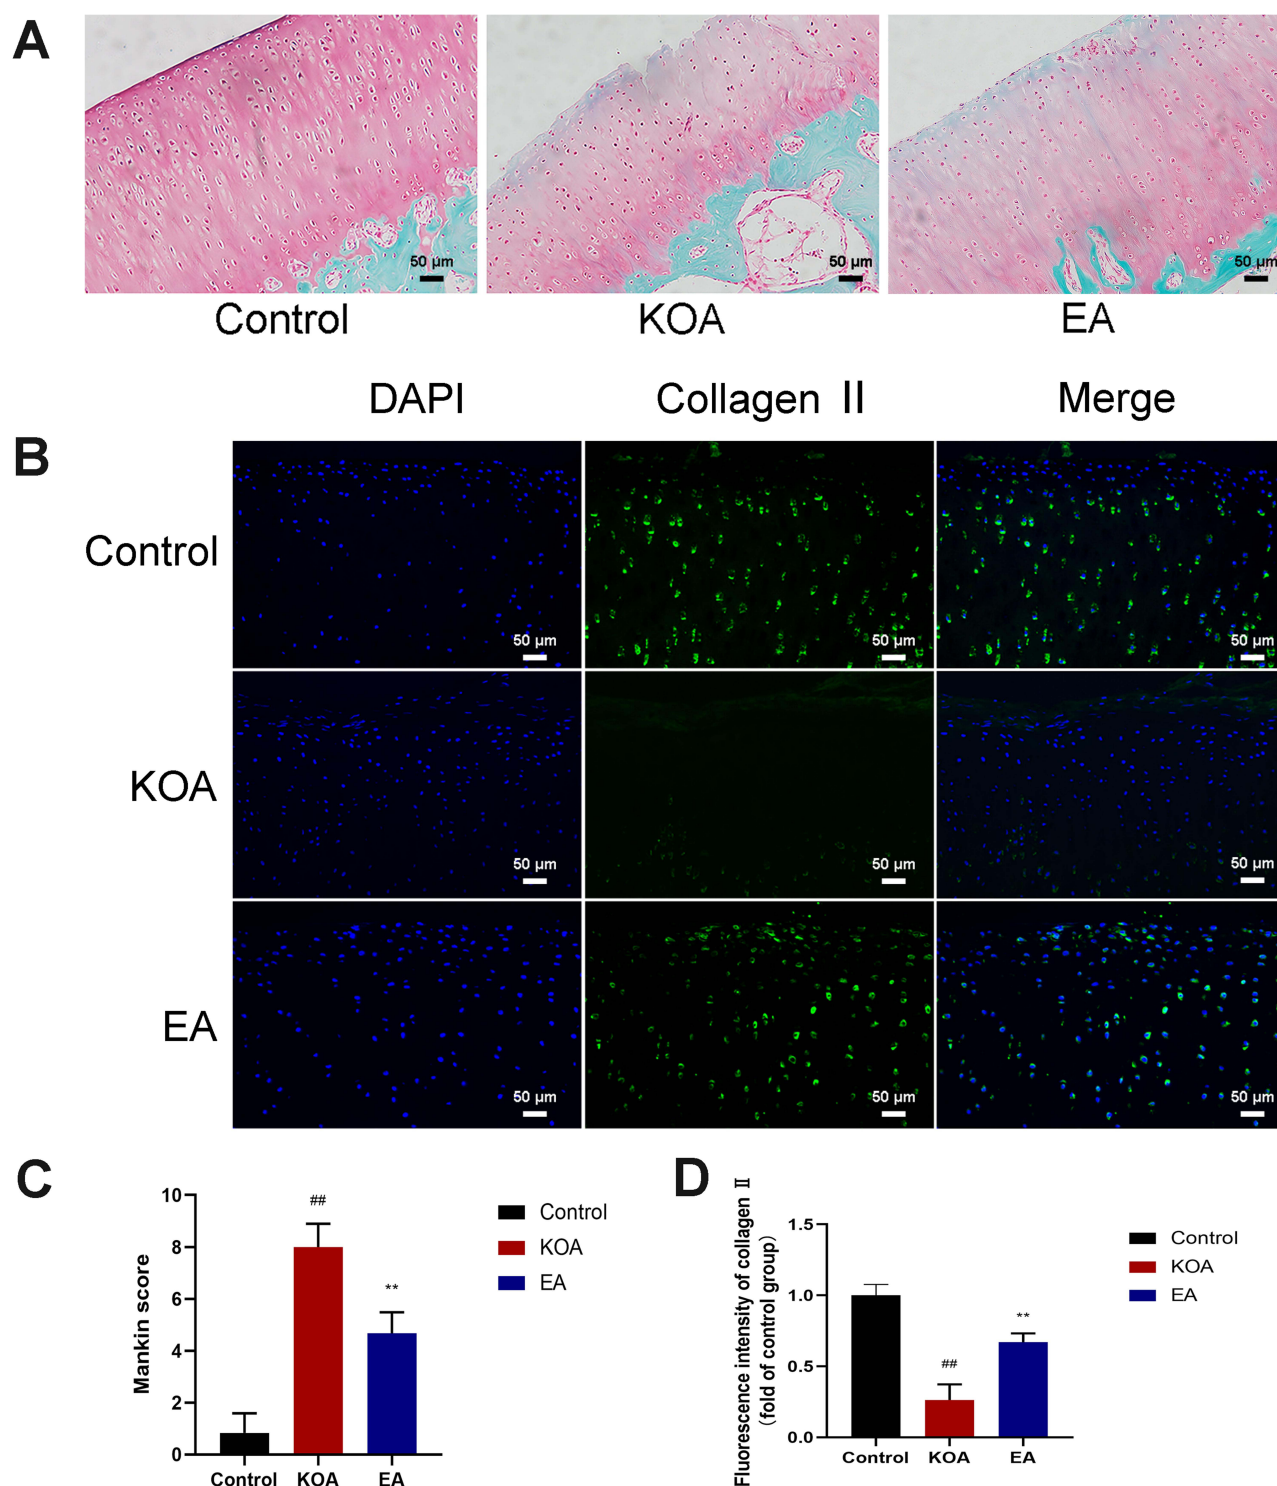 A
50 µm
50 µm
50 µm
Control
KOA
EA
DAPI
Collagen Ⅱ
Merge
B
Control
50 µm
50 µm
50 µm
KOA
50 µm
50 µm
50 µm
EA
50 µm
50 µm
50 µm
C
Mankin score
10
8
6
4
2
0
##
**
Control
KOA
EA
Control
KOA
EA
D
Fluorescence intensity of collagen Ⅱ
(fold of control group)
1.5
1.0
0.5
0.0
##
**
Control
KOA
EA
Control
KOA
EA